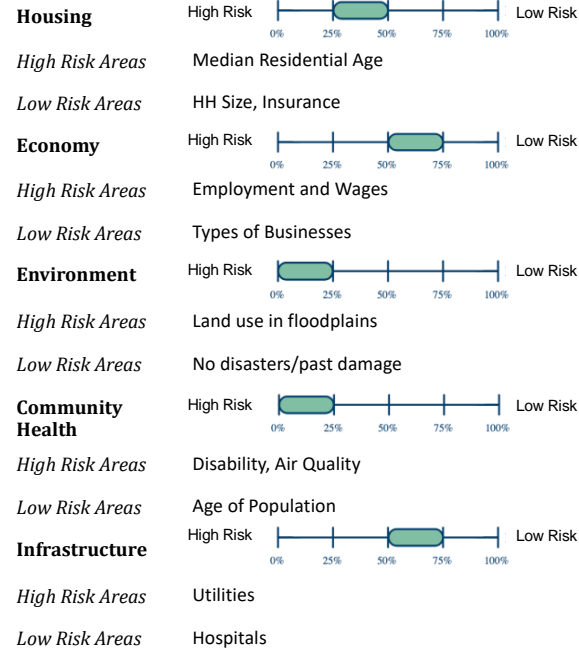 Housing High Risk Low Risk
0% 25% 50% 75% 100%
High Risk Areas Median Residential Age
Low Risk Areas HH Size, Insurance
Economy High Risk Low Risk
0% 25% 50% 75% 100%
High Risk Areas Employment and Wages
Low Risk Areas Types of Businesses
Environment High Risk Low Risk
0% 25% 50% 75% 100%
High Risk Areas Land use in floodplains
Low Risk Areas No disasters/past damage
Community High Risk Low Risk
Health
0% 25% 50% 75% 100%
High Risk Areas Disability, Air Quality
Low Risk Areas Age of Population
High Risk Low Risk
Infrastructure
0% 25% 50% 75% 100%
High Risk Areas Utilities
Low Risk Areas Hospitals